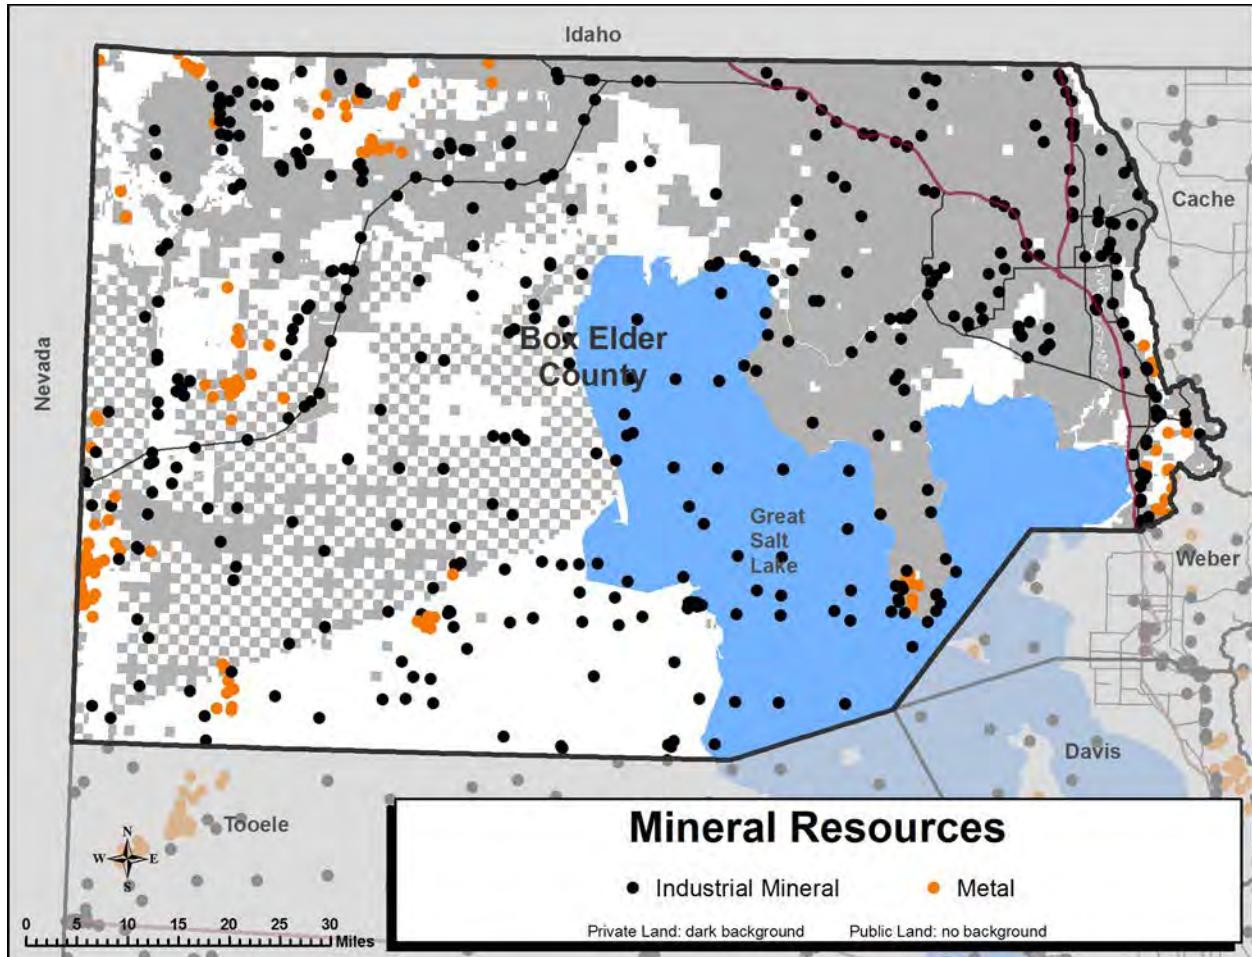 Idaho
Cache
Nevada
Box Elder
County
Great
Salt
Lake
Weber
Davis
Tooele
N
W E
S
0 5 10 15 20 25 30
Miles
Mineral Resources
Industrial Mineral
Metal
Private Land: dark background
Public Land: no background